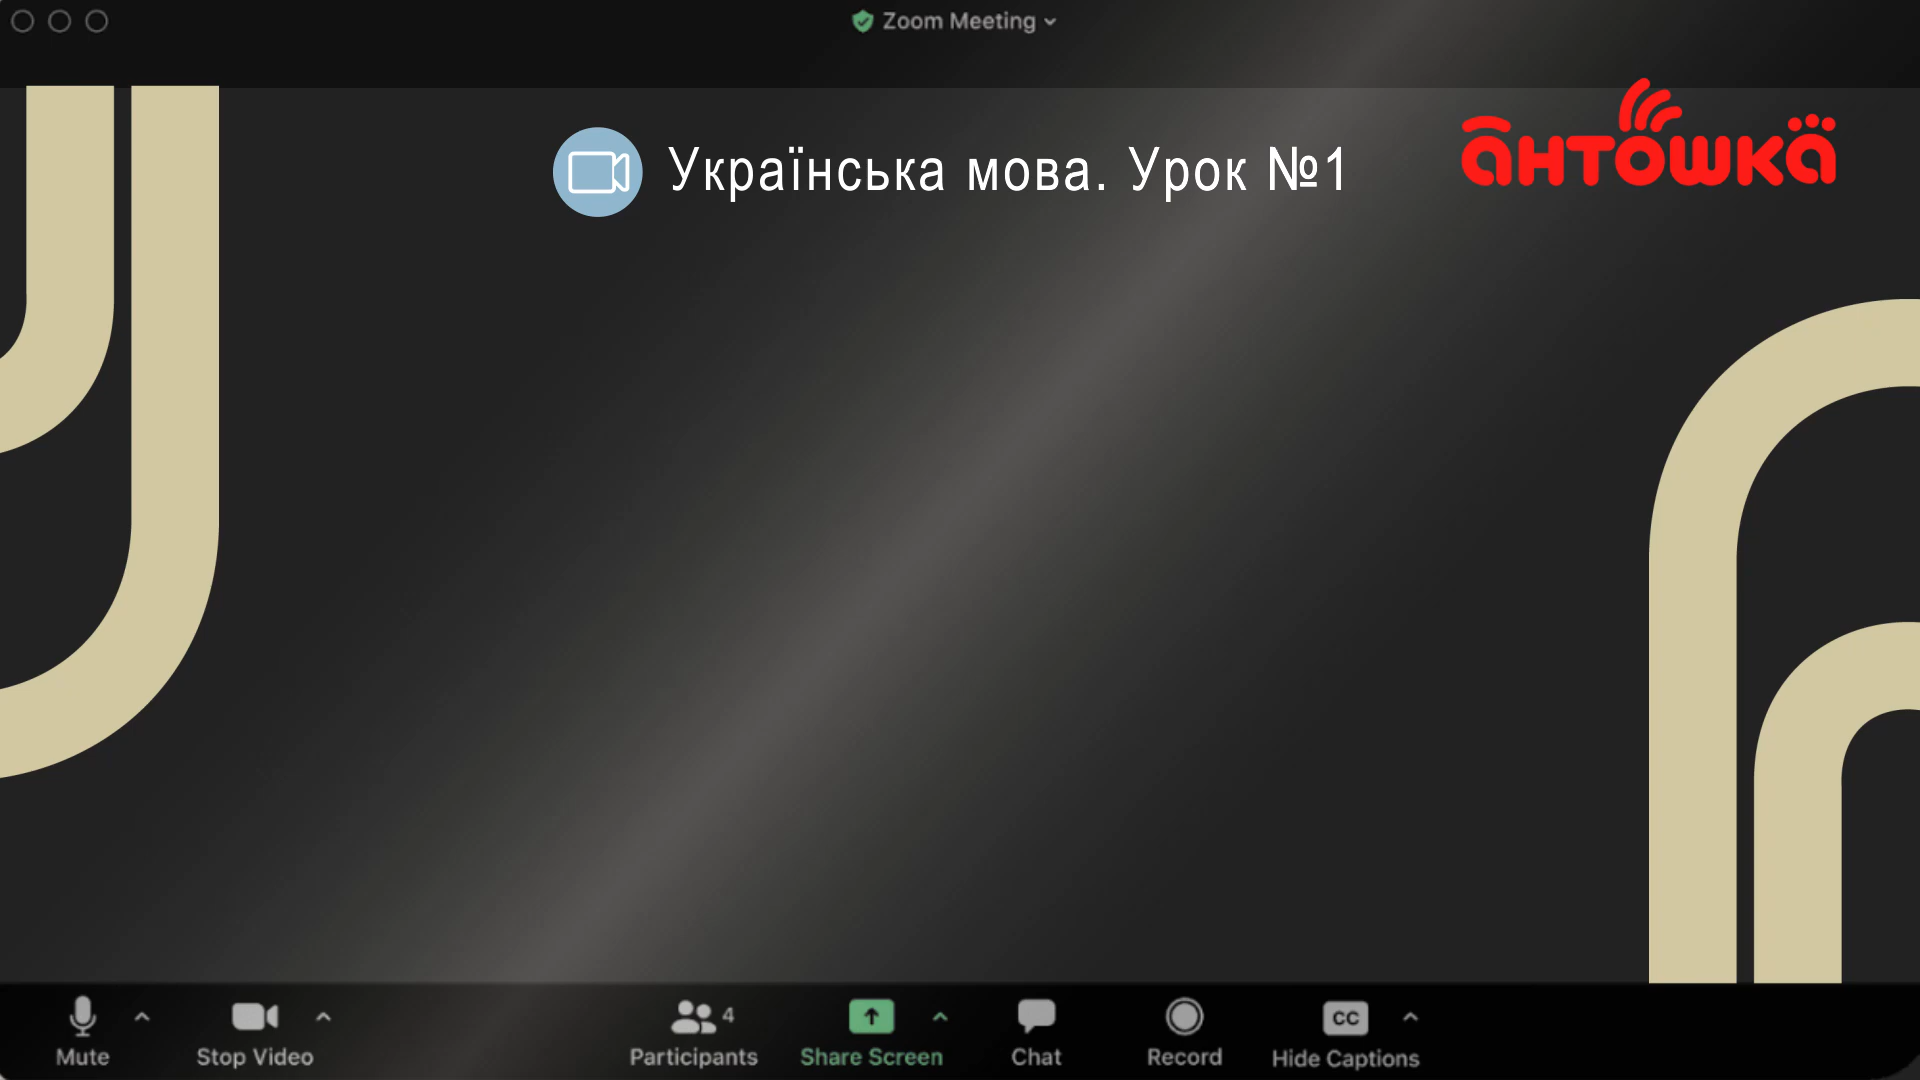 Zoom Meeting
Українська мова. Урок №1
антошка
Mute
Stop Video
4
Participants
Share Screen
Chat
Record
CC
Hide Captions